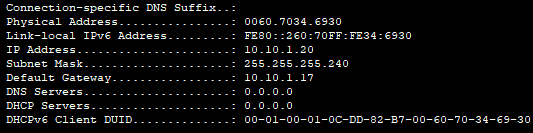 Connection-specific DNS Suffix..:
Physical Address................: 0060.7034.6930
Link-local IPv6 Address.........: FE80::260:70FF:FE34:6930
IP Address......................: 10.10.1.20
Subnet Mask.....................: 255.255.255.240
Default Gateway.................: 10.10.1.17
DNS Servers.....................: 0.0.0.0
DHCP Servers....................: 0.0.0.0
DHCPv6 Client DUID..............: 00-01-00-01-0C-DD-82-B7-00-60-70-34-69-30